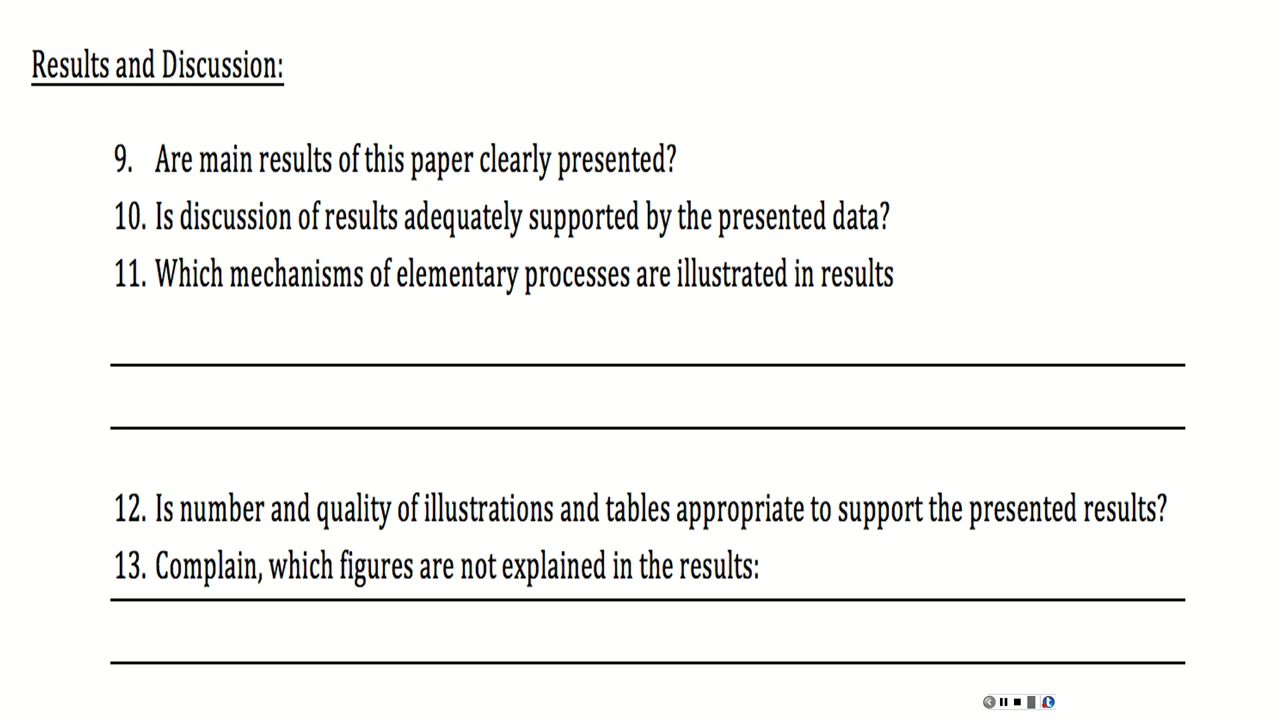 Results and Discussion:
9. Are main results of this paper clearly presented?
10. Is discussion of results adequately supported by the presented data?
11. Which mechanisms of elementary processes are illustrated in results
12. Is number and quality of illustrations and tables appropriate to support the presented results?
13. Complain, which figures are not explained in the results: